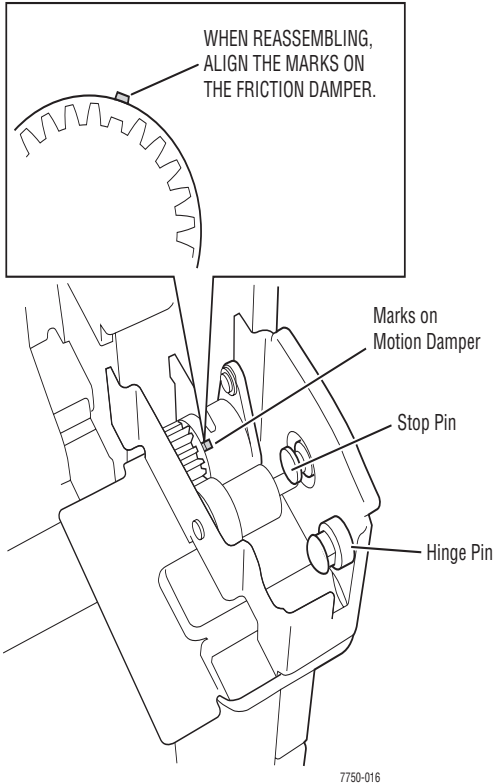 WHEN REASSEMBLING,
ALIGN THE MARKS ON
THE FRICTION DAMPER.
Marks on
Motion Damper
Stop Pin
Hinge Pin
7750-016